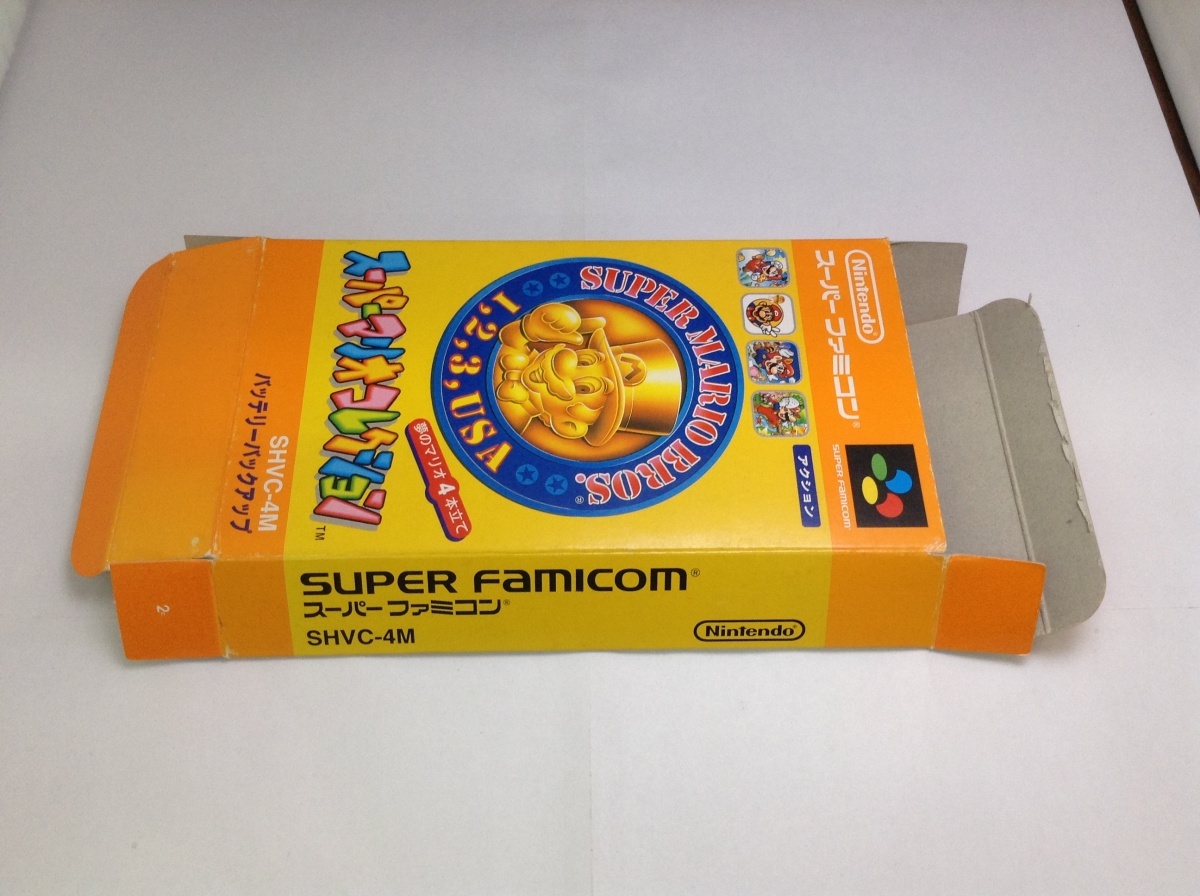 Nintendo
スーパーファミコン®
SUPER FAMICOM
アクション
SUPER MARIO BROS.®
1,2,3,USA
夢のマリオ4本立て
スーパーマリオコレクション
TM
SHVC-4M
バッテリーバックアップ
SUPER FAMICOM®
スーパーファミコン®
SHVC-4M
Nintendo®
2